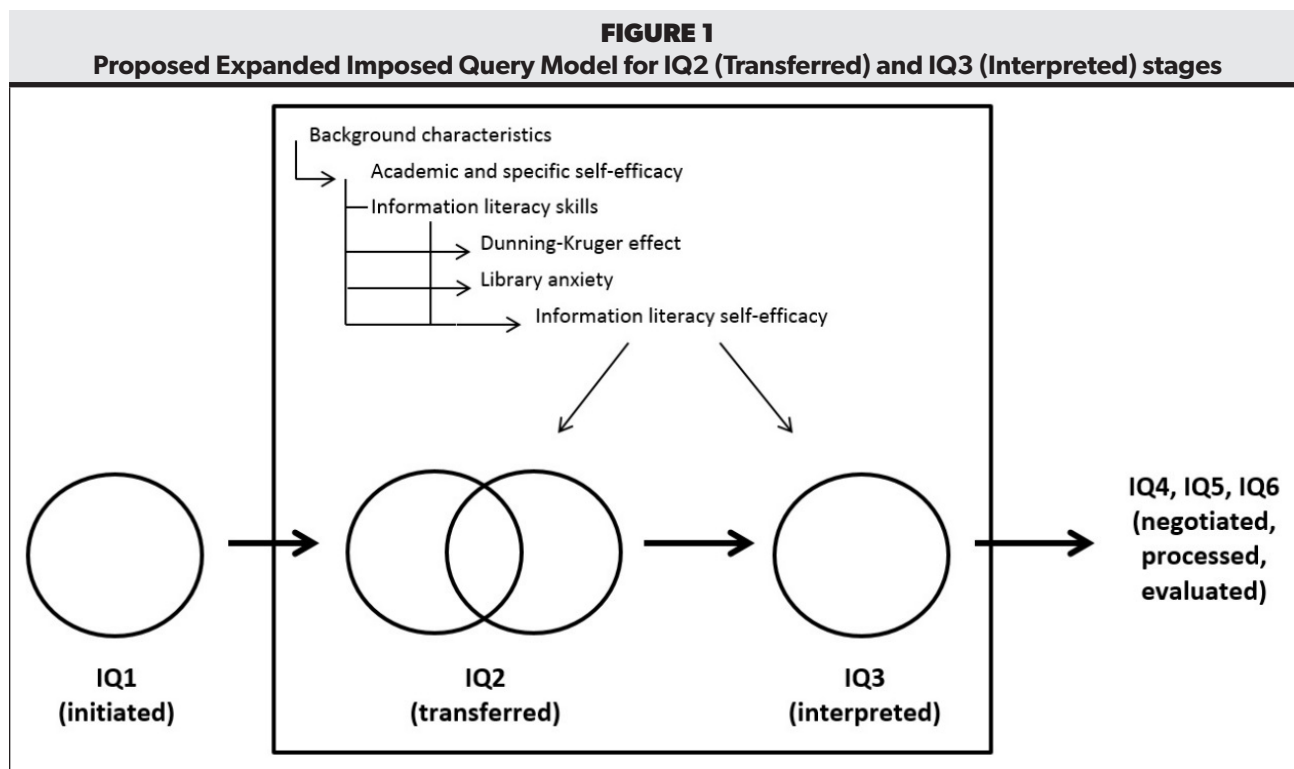 FIGURE 1
Proposed Expanded Imposed Query Model for IQ2 (Transferred) and IQ3 (Interpreted) stages
Background characteristics
Academic and specific self-efficacy
Information literacy skills
Dunning-Kruger effect
Library anxiety
Information literacy self-efficacy
IQ1
(initiated)
IQ2
(transferred)
IQ3
(interpreted)
IQ4, IQ5, IQ6
(negotiated,
processed,
evaluated)